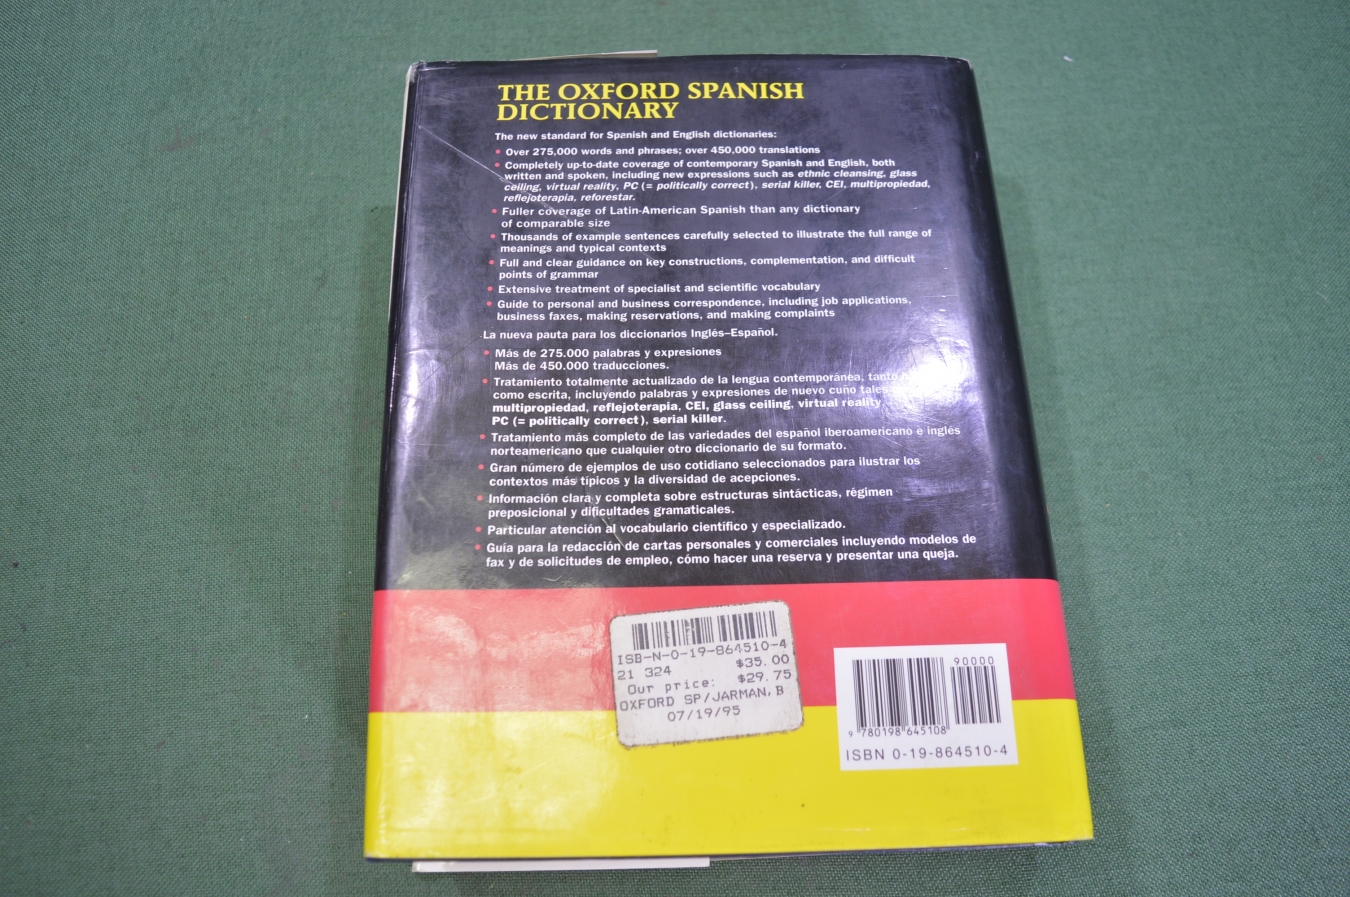 THE OXFORD SPANISH
DICTIONARY
The new standard for Spanish and English dictionaries:
• Over 275,000 words and phrases; over 450,000 translations
• Completely up-to-date coverage of contemporary Spanish and English, both
written and spoken, including new expressions such as ethnic cleansing, glass
ceiling, virtual reality, PC (= politically correct), serial killer, CEI, multipropiedad,
reflejoterapia, reforestar.
• Fuller coverage of Latin-American Spanish than any dictionary
of comparable size
• Thousands of example sentences carefully selected to illustrate the full range of
meanings and typical contexts
• Full and clear guidance on key constructions, complementation, and difficult
points of grammar
• Extensive treatment of specialist and scientific vocabulary
• Guide to personal and business correspondence, including job applications,
business faxes, making reservations, and making complaints
La nueva pauta para los diccionarios Inglés–Español.
• Más de 275.000 palabras y expresiones
Más de 450.000 traducciones.
• Tratamiento totalmente actualizado de la lengua contemporánea, tanto
como escrita, incluyendo palabras y expresiones de nuevo cuño tales
multipropiedad, reflejoterapia, CEI, glass ceiling, virtual reality,
PC (= politically correct), serial killer.
• Tratamiento más completo de las variedades del español iberoamericano e inglés
norteamericano que cualquier otro diccionario de su formato.
• Gran número de ejemplos de uso cotidiano seleccionados para ilustrar los
contextos más típicos y la diversidad de acepciones.
• Información clara y completa sobre estructuras sintácticas, régimen
preposicional y dificultades gramaticales.
• Particular atención al vocabulario científico y especializado.
• Guía para la redacción de cartas personales y comerciales incluyendo modelos de
fax y de solicitudes de empleo, cómo hacer una reserva y presentar una queja.
ISB-N-0-19-864510-4
21 324 $35.00
Our price: $29.75
OXFORD SP/JARMAN,B
07/19/95
90000
9 780198 645108
ISBN 0-19-864510-4